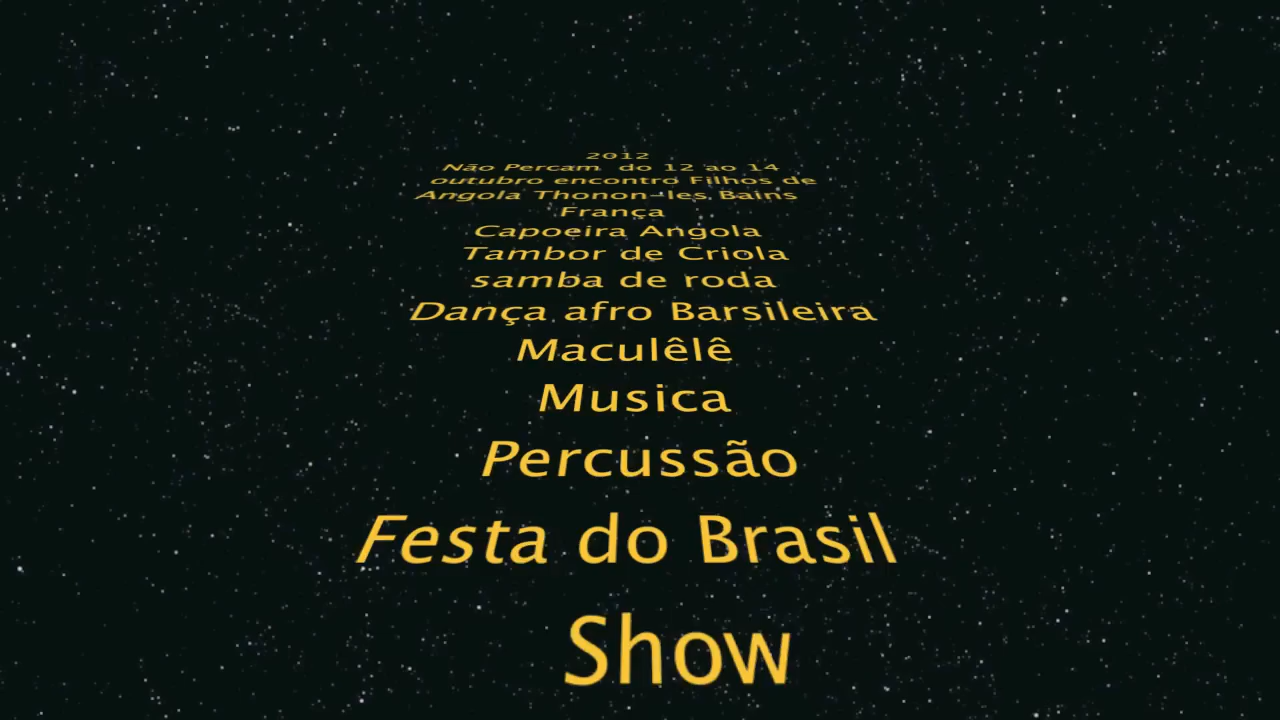 2012
Não Percam do 12 ao 14
outubro encontro Filhos de
Angola Thonon-les Bains
França
Capoeira Angola
Tambor de Criola
samba de roda
Dança afro Barsileira
Maculêlê
Musica
Percussão
Festa do Brasil
Show